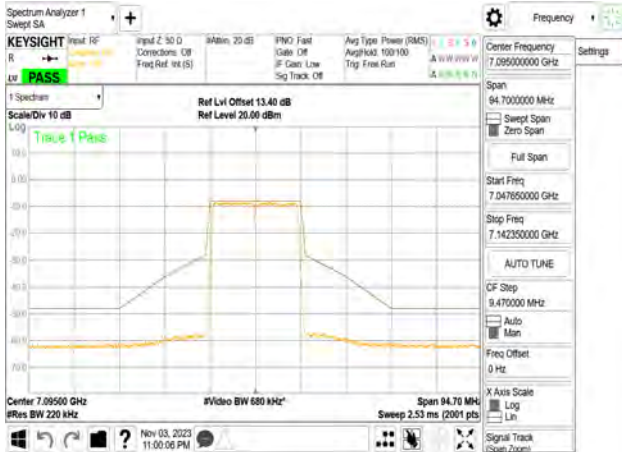 Spectrum Analyzer 1
Swept SA
+
Frequency
KEYSIGHT
Input: RF
R
PASS
Input Z: 50 Ω
Corrections: Off
Freq Ref: Int (S)
#Atten: 20 dB
PNO: Fast
Gate: Off
IF Gain: Low
Sig Track: Off
Avg Type: Power (RMS)
Avg|Hold: 100/100
Trig: Free Run
1 Spectrum
Scale/Div 10 dB
Ref Lvl Offset 13.40 dB
Ref Level 20.00 dBm
Log
Trace 1 Pass
Center 7.09500 GHz
#Res BW 220 kHz
#Video BW 680 kHz*
Span 94.70 MHz
Sweep 2.53 ms (2001 pts
Center Frequency
7.095000000 GHz
Settings
Span
94.7000000 MHz
Swept Span
Zero Span
Full Span
Start Freq
7.047650000 GHz
Stop Freq
7.142350000 GHz
AUTO TUNE
CF Step
9.470000 MHz
Auto
Man
Freq Offset
0 Hz
X Axis Scale
Log
Lin
Signal Track
(Span Zoom)
?
Nov 03, 2023
11:00:06 PM